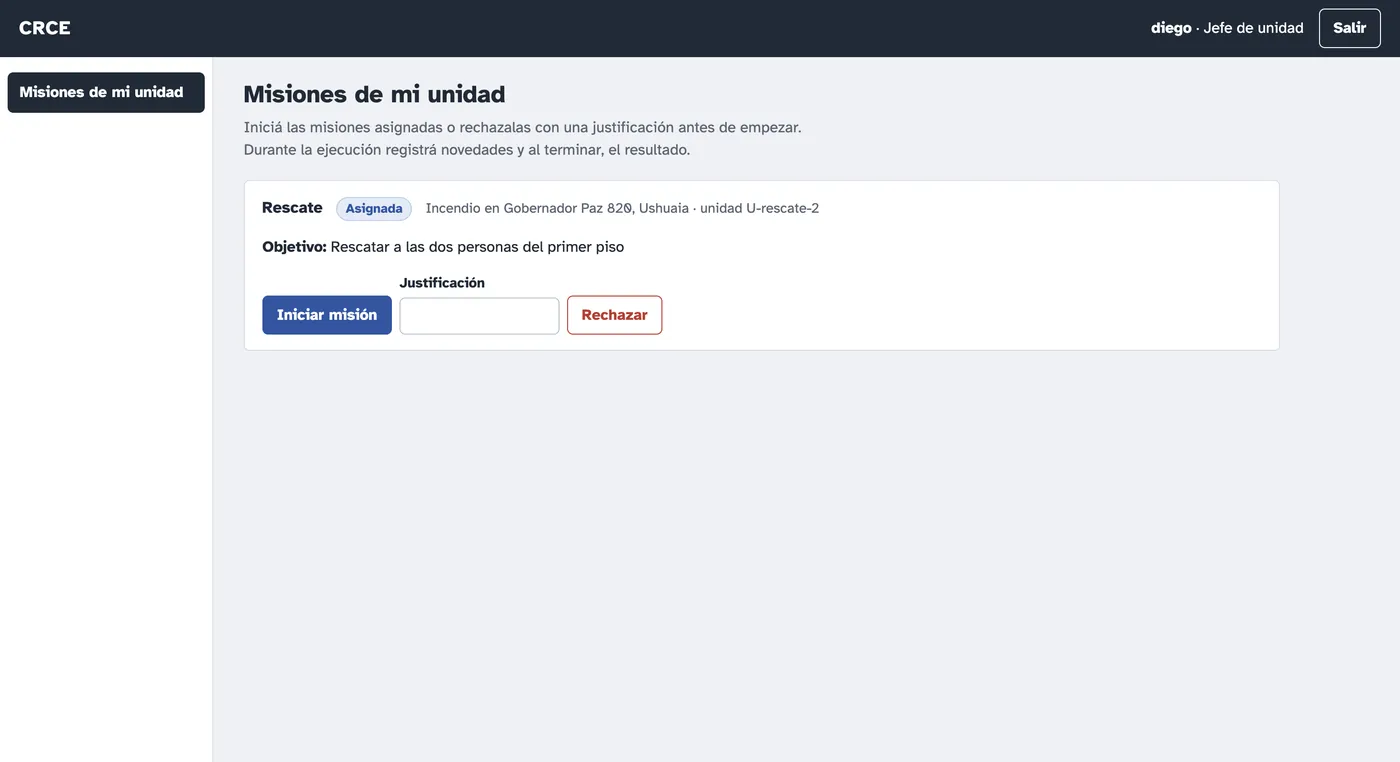 CRCE
diego · Jefe de unidad
Salir
Misiones de mi unidad
Misiones de mi unidad
Iniciá las misiones asignadas o rechazalas con una justificación antes de empezar.
Durante la ejecución registrá novedades y al terminar, el resultado.
Rescate Asignada Incendio en Gobernador Paz 820, Ushuaia · unidad U-rescate-2
Objetivo: Rescatar a las dos personas del primer piso
Justificación
Iniciar misión
Rechazar